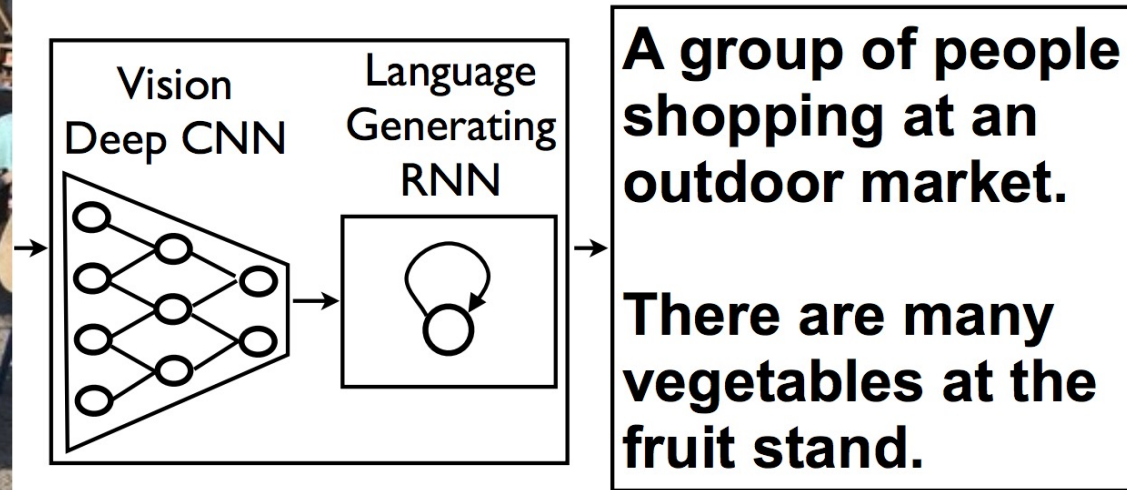 Vision
Deep CNN
Language
Generating
RNN
A group of people
shopping at an
outdoor market.
There are many
vegetables at the
fruit stand.